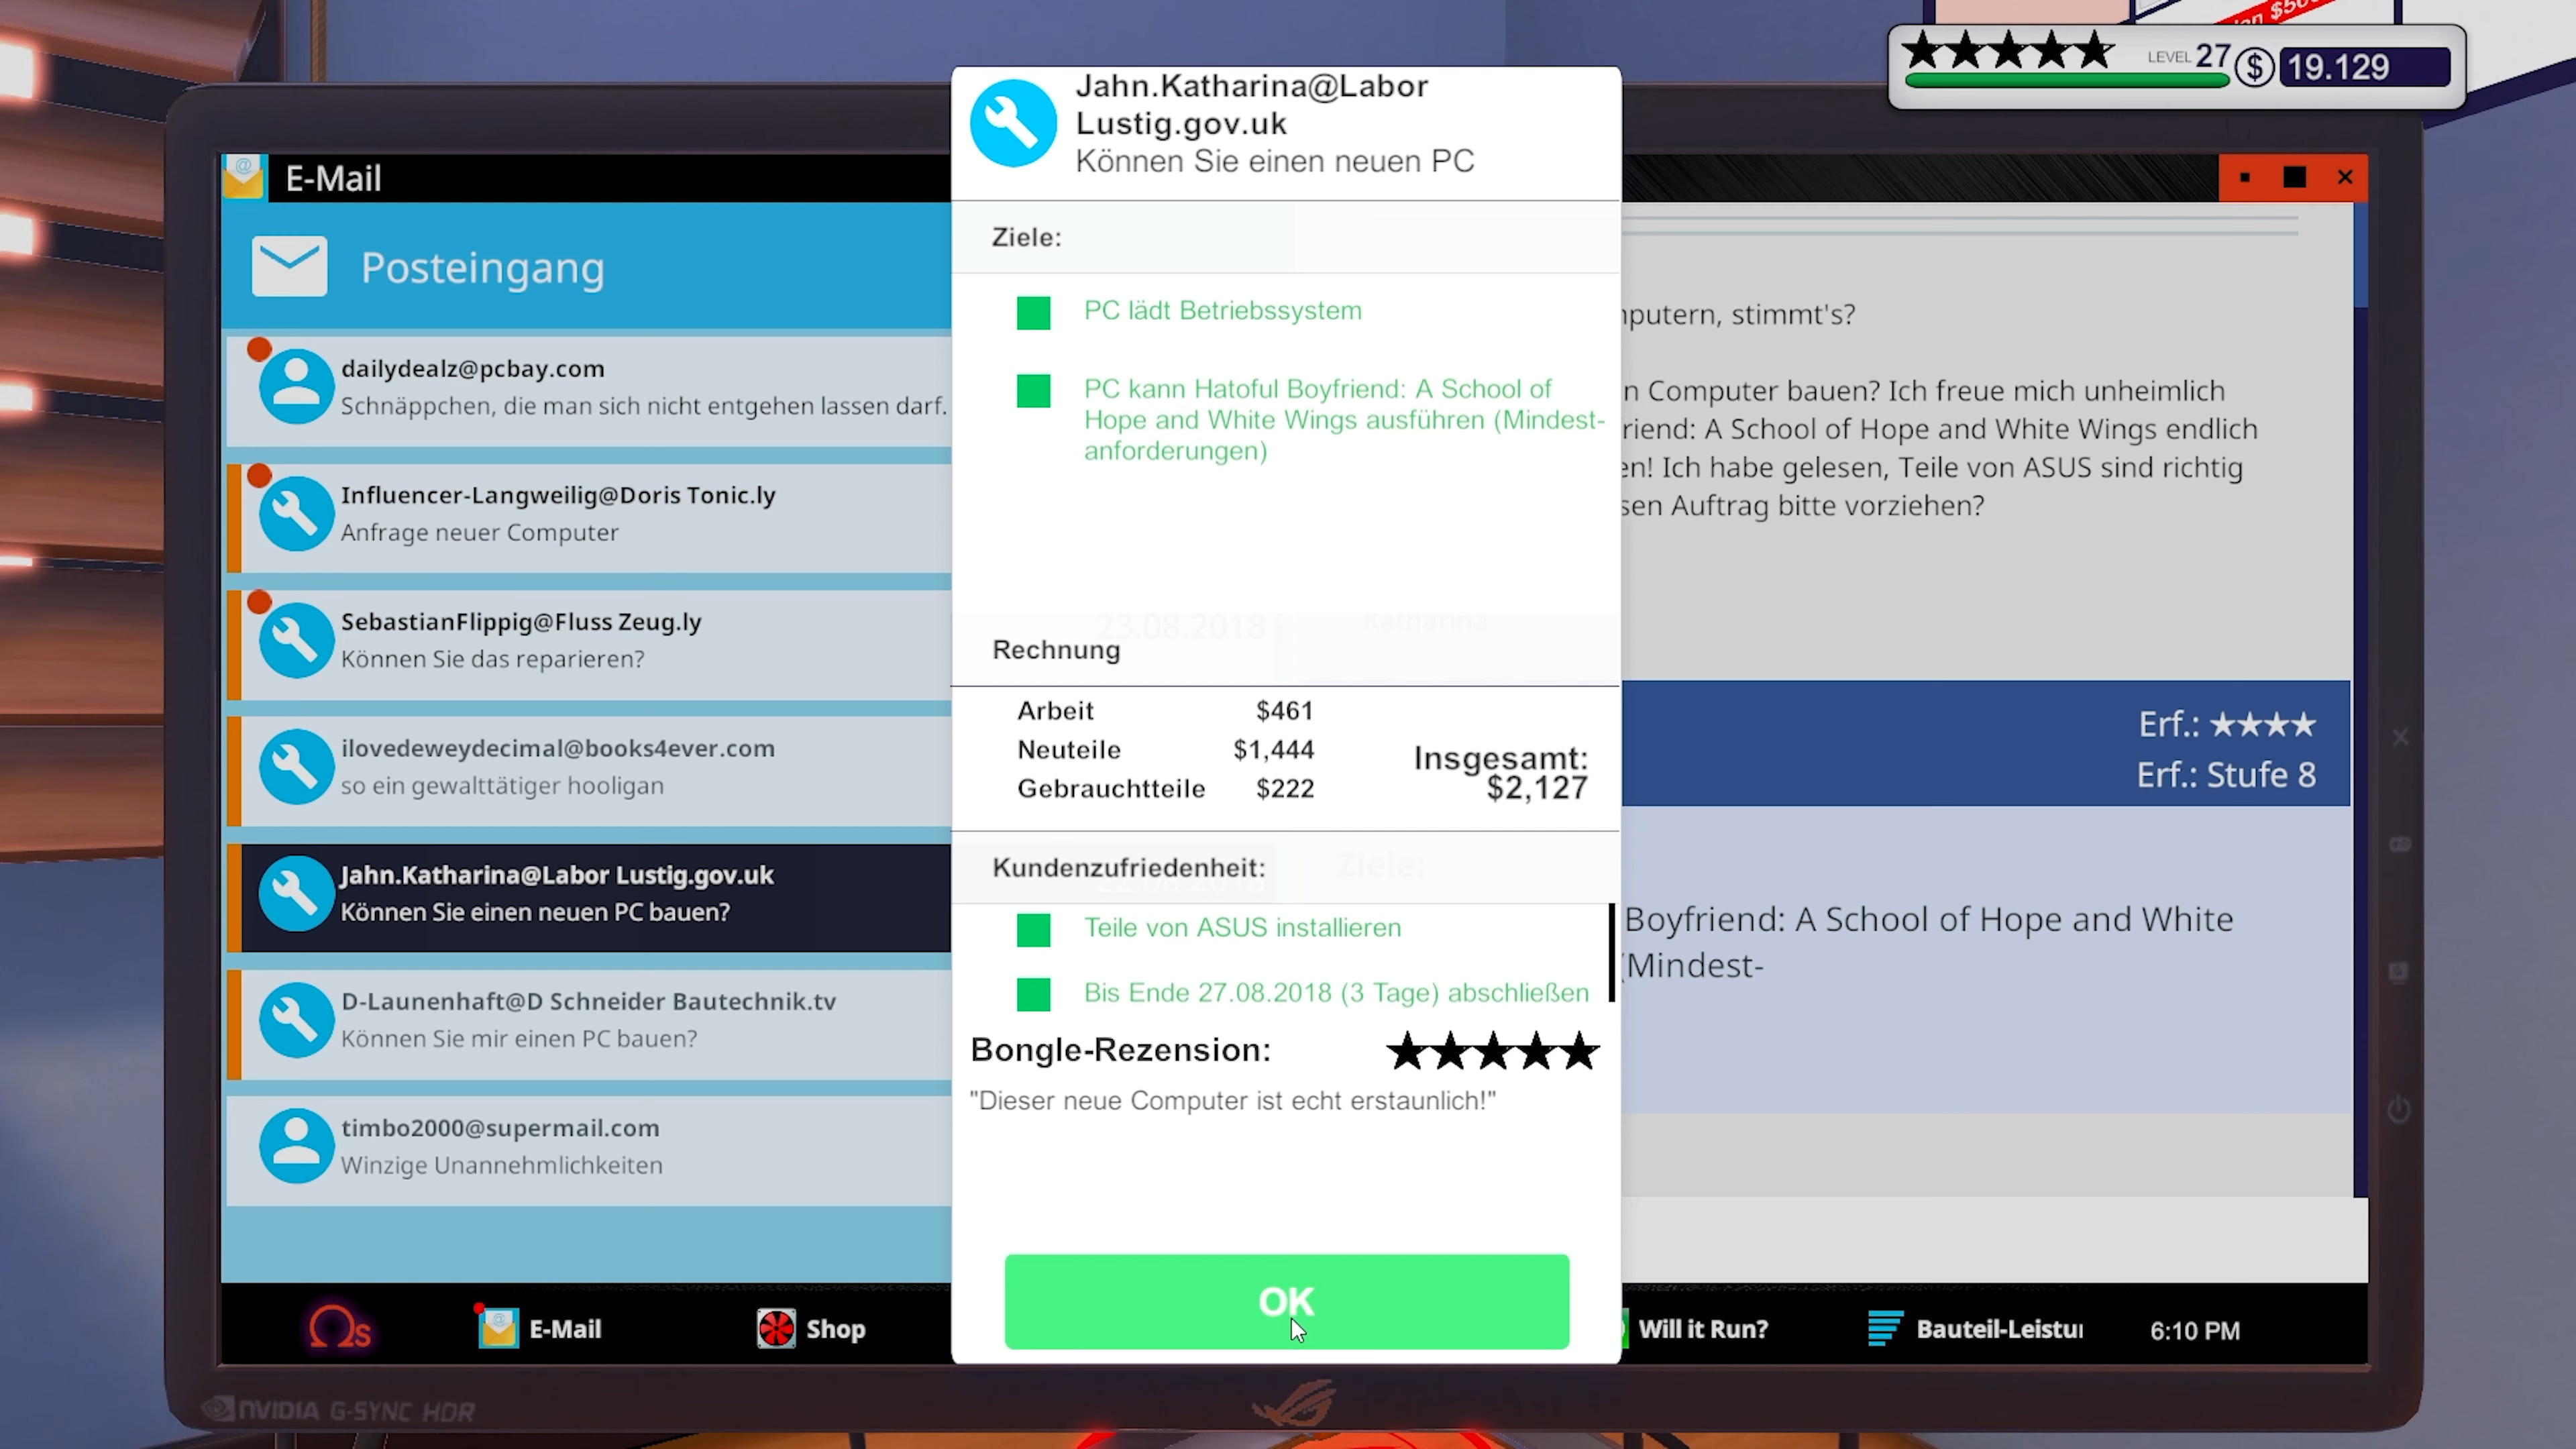 LEVEL 27 $ 19.129
E-Mail
Posteingang
dailydealz@pcbay.com
Schnäppchen, die man sich nicht entgehen lassen darf.
Influencer-Langweilig@Doris Tonic.ly
Anfrage neuer Computer
SebastianFlippig@Fluss Zeug.ly
Können Sie das reparieren?
ilovedeweydecimal@books4ever.com
so ein gewalttätiger hooligan
Jahn.Katharina@Labor Lustig.gov.uk
Können Sie einen neuen PC bauen?
D-Launenhaft@D Schneider Bautechnik.tv
Können Sie mir einen PC bauen?
timbo2000@supermail.com
Winzige Unannehmlichkeiten
Jahn.Katharina@Labor
Lustig.gov.uk
Können Sie einen neuen PC
Ziele:
PC lädt Betriebssystem
PC kann Hatoful Boyfriend: A School of
Hope and White Wings ausführen (Mindest-
anforderungen)
23.08.2018 Katharina
Rechnung
Arbeit $461
Neuteile $1,444
Gebrauchtteile $222
Insgesamt:
$2,127
Kundenzufriedenheit:
Ziele:
Teile von ASUS installieren
Bis Ende 27.08.2018 (3 Tage) abschließen
Bongle-Rezension: ★★★★★
"Dieser neue Computer ist echt erstaunlich!"
OK
mputern, stimmt's?
n Computer bauen? Ich freue mich unheimlich
riend: A School of Hope and White Wings endlich
en! Ich habe gelesen, Teile von ASUS sind richtig
sen Auftrag bitte vorziehen?
Erf.: ★★★★
Erf.: Stufe 8
Boyfriend: A School of Hope and White
(Mindest-
Ωs E-Mail Shop Will it Run? Bauteil-Leistu 6:10 PM
NVIDIA G-SYNC HDR